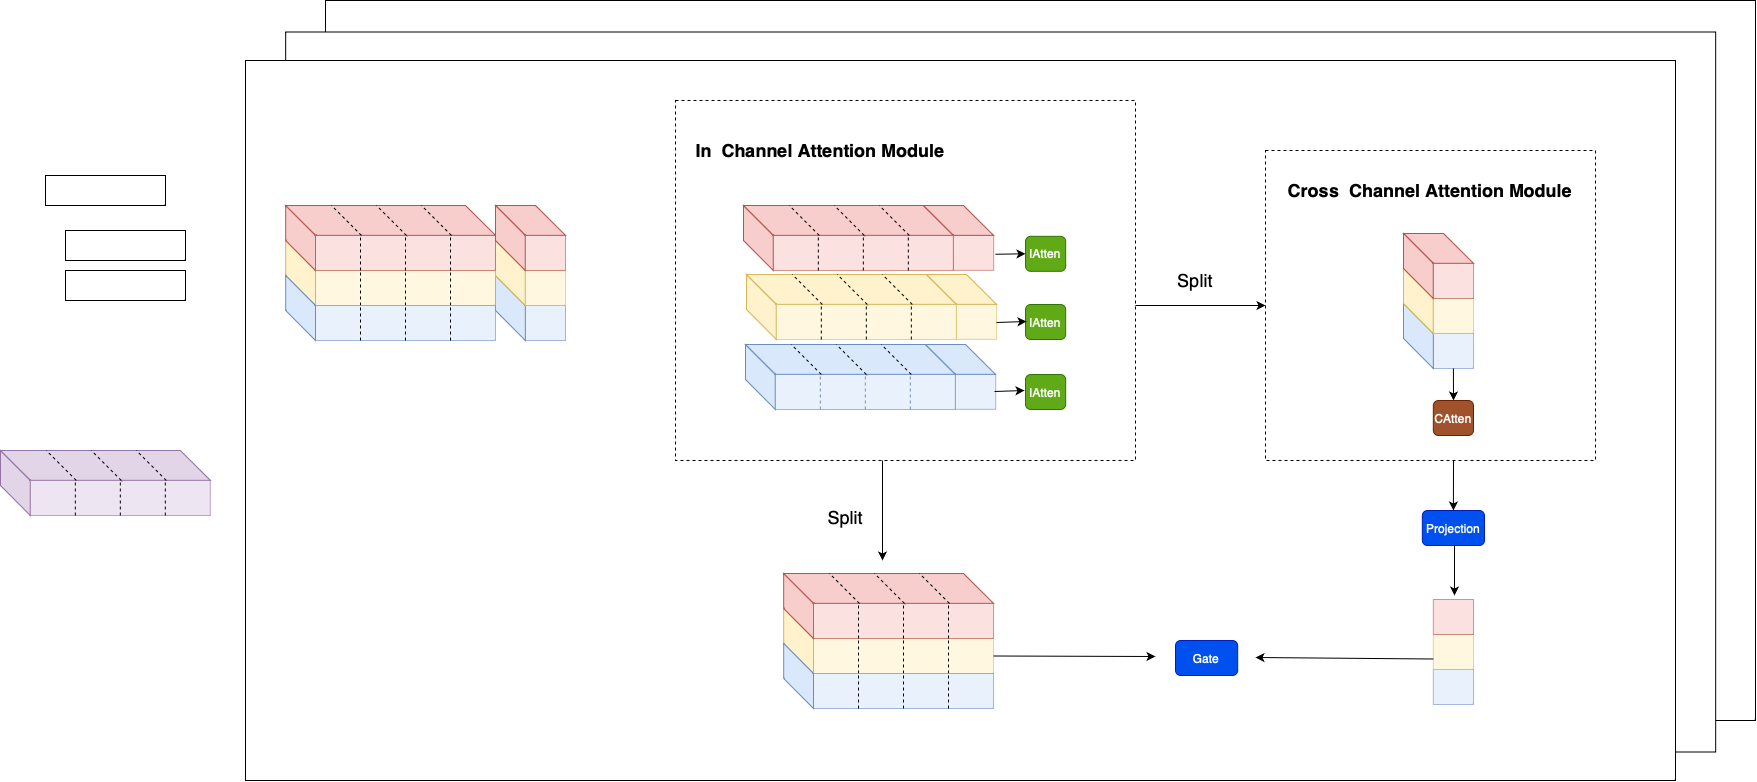 In  Channel Attention Module
Cross  Channel Attention Module
IAtten
Split
IAtten
IAtten
CAtten
Split
Projection
Gate